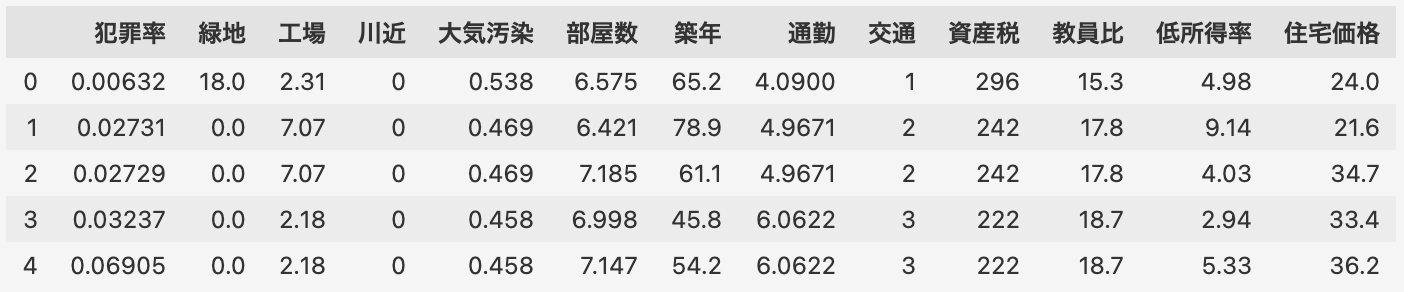 犯罪率 緑地 工場 川近 大気汚染 部屋数 築年 通勤 交通 資産税 教員比 低所得率 住宅価格
0 0.00632 18.0 2.31 0 0.538 6.575 65.2 4.0900 1 296 15.3 4.98 24.0
1 0.02731 0.0 7.07 0 0.469 6.421 78.9 4.9671 2 242 17.8 9.14 21.6
2 0.02729 0.0 7.07 0 0.469 7.185 61.1 4.9671 2 242 17.8 4.03 34.7
3 0.03237 0.0 2.18 0 0.458 6.998 45.8 6.0622 3 222 18.7 2.94 33.4
4 0.06905 0.0 2.18 0 0.458 7.147 54.2 6.0622 3 222 18.7 5.33 36.2